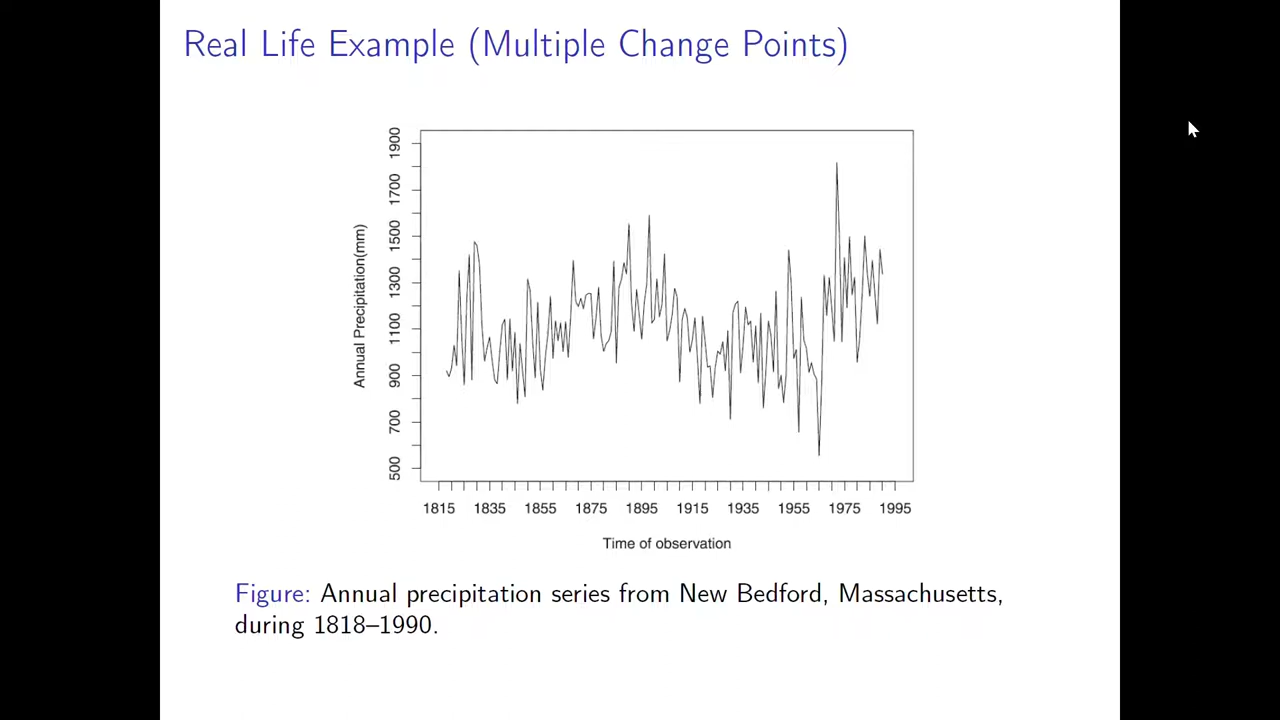 Real Life Example (Multiple Change Points)
1900
1700
1500
1300
1100
900
700
500
Annual Precipitation(mm)
1815 1835 1855 1875 1895 1915 1935 1955 1975 1995
Time of observation
Figure: Annual precipitation series from New Bedford, Massachusetts,
during 1818–1990.